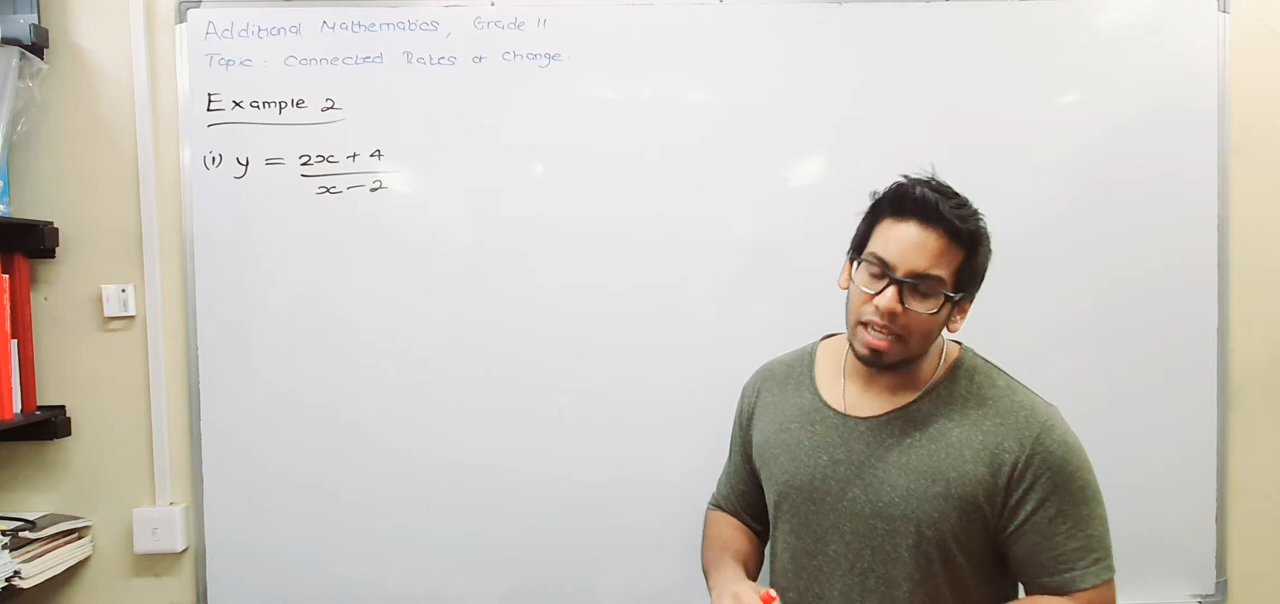 Additional Mathematics, Grade 11
Topic: Connected Rates of Change.
Example 2
(i) y = 2x + 4
x - 2